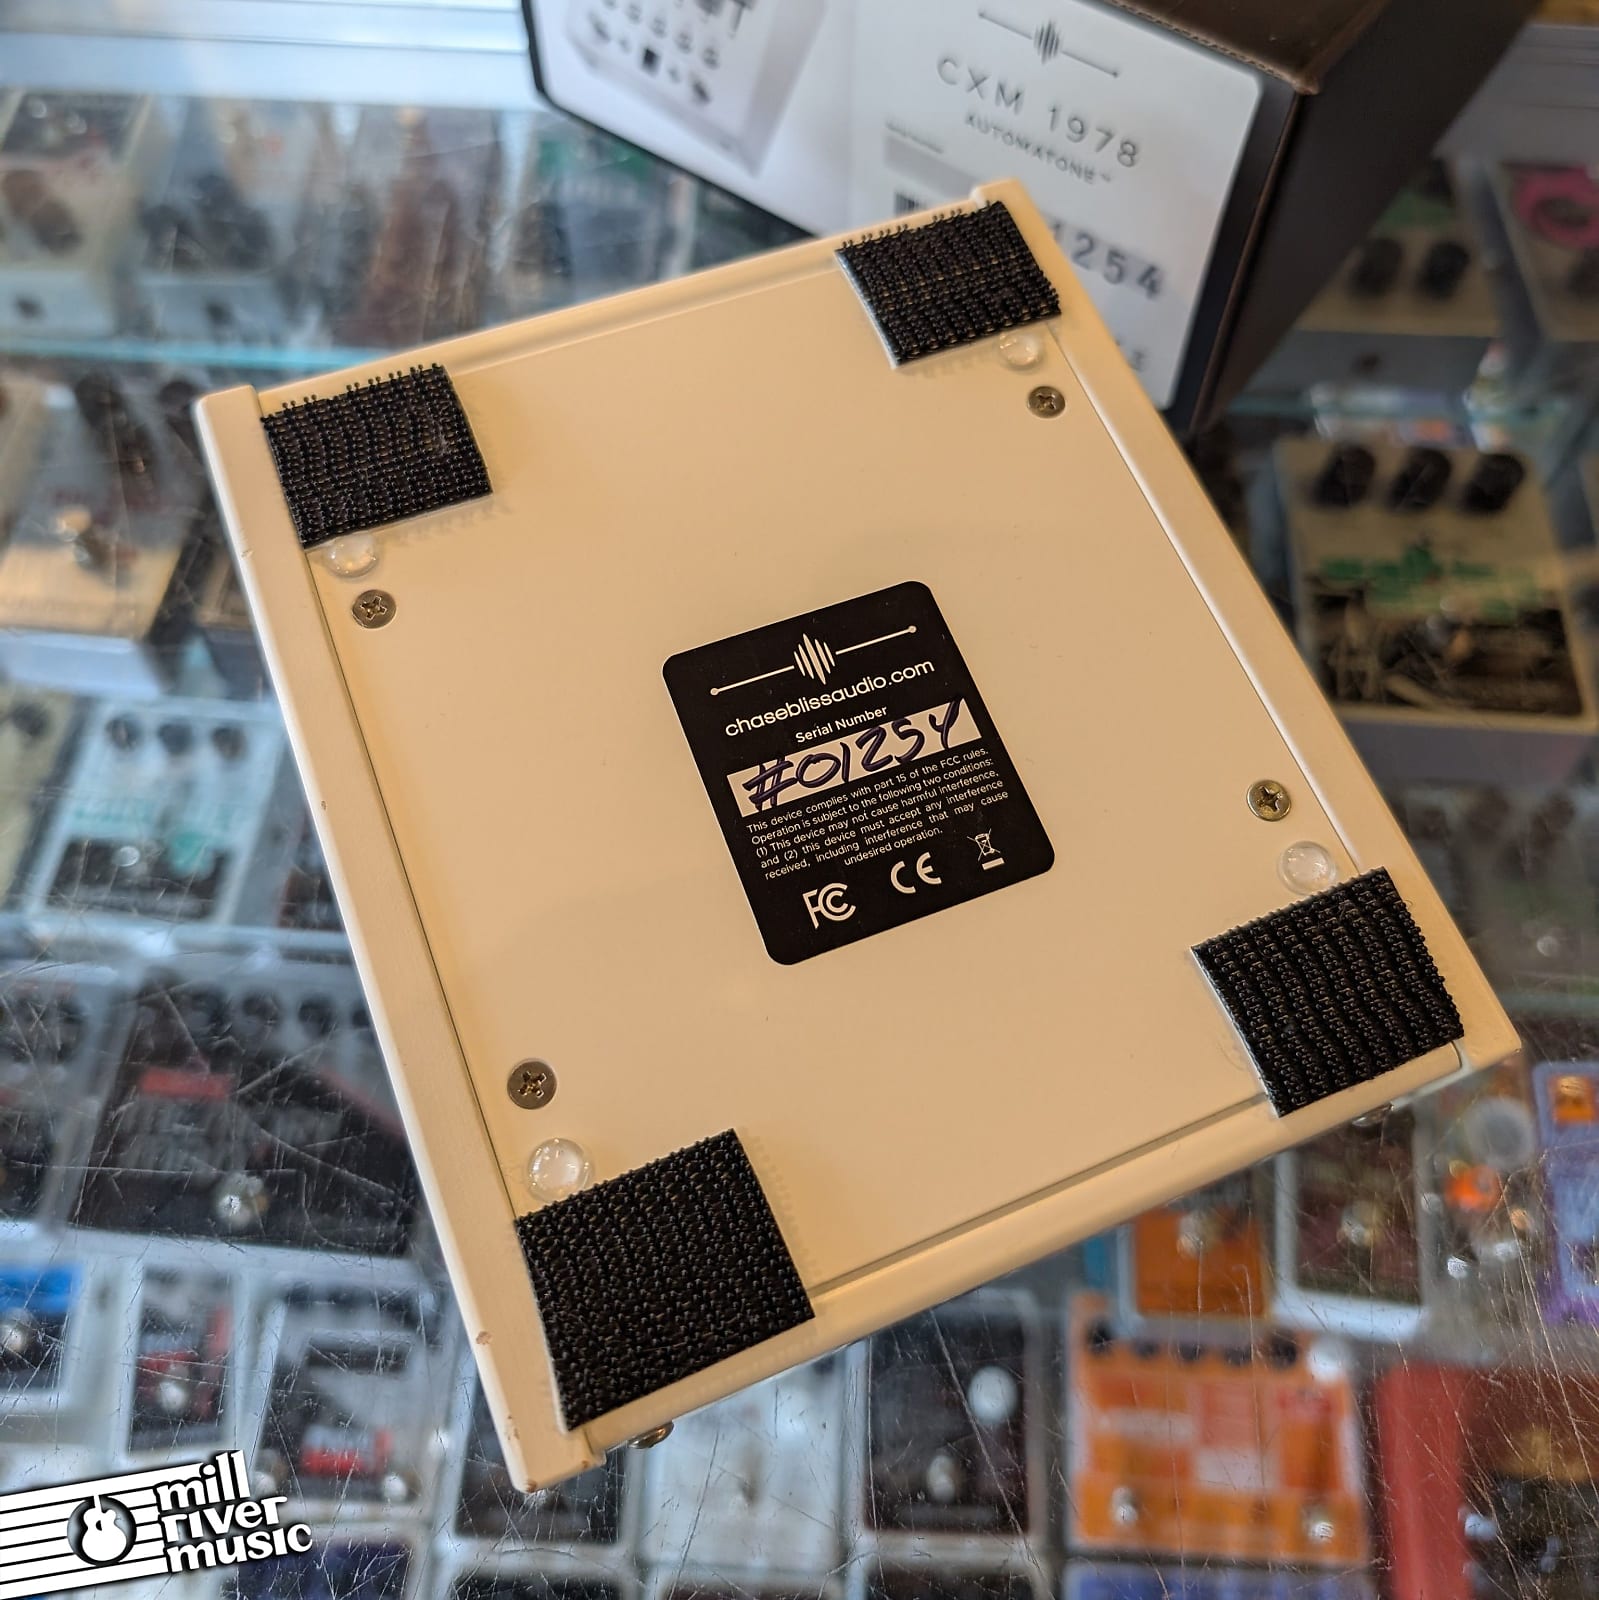 CXM 1978
AUTOMATONE™
1254
chaseblissaudio.com
Serial Number
#01254
This device complies with part 15 of the FCC rules.
Operation is subject to the following two conditions:
(1) This device may not cause harmful interference,
and (2) this device must accept any interference
received, including interference that may cause
undesired operation.
FCC CE
mill
river
music